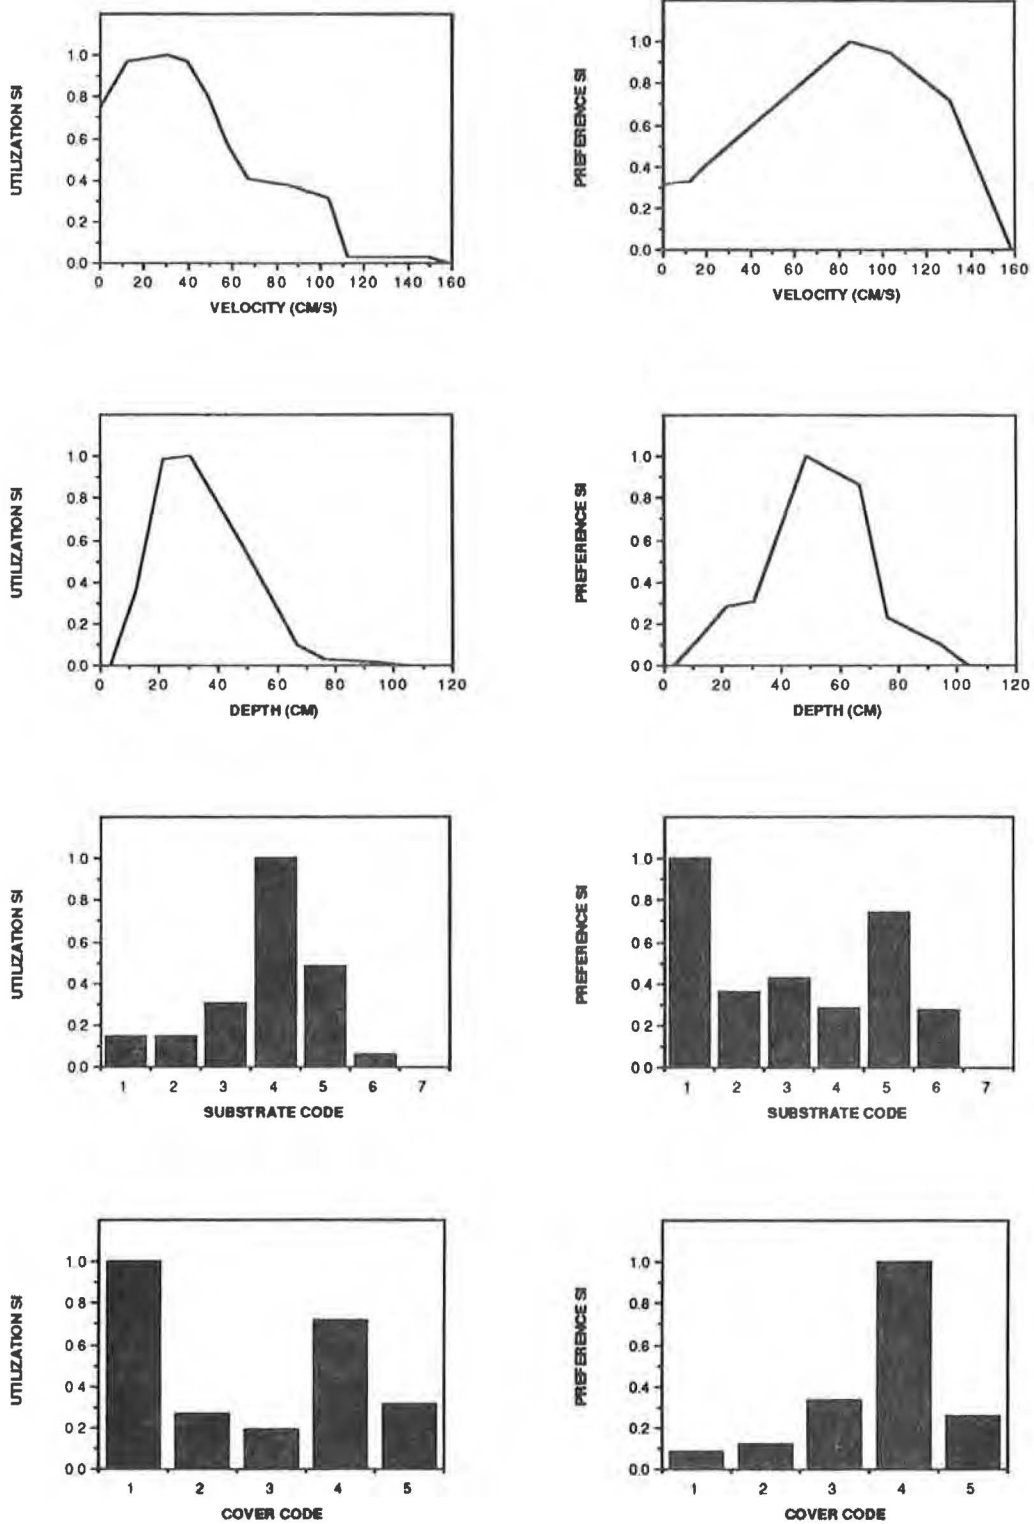 UTILIZATION SI
1.0
0.8
0.6
0.4
0.2
0.0
0 20 40 60 80 100 120 140 160
VELOCITY (CM/S)
PREFERENCE SI
1.0
0.8
0.6
0.4
0.2
0.0
0 20 40 60 80 100 120 140 160
VELOCITY (CM/S)
UTILIZATION SI
1.0
0.8
0.6
0.4
0.2
0.0
0 20 40 60 80 100 120
DEPTH (CM)
PREFERENCE SI
1.0
0.8
0.6
0.4
0.2
0.0
0 20 40 60 80 100 120
DEPTH (CM)
UTILIZATION SI
1.0
0.8
0.6
0.4
0.2
0.0
1 2 3 4 5 6 7
SUBSTRATE CODE
PREFERENCE SI
1.0
0.8
0.6
0.4
0.2
0.0
1 2 3 4 5 6 7
SUBSTRATE CODE
UTILIZATION SI
1.0
0.8
0.6
0.4
0.2
0.0
1 2 3 4 5
COVER CODE
PREFERENCE SI
1.0
0.8
0.6
0.4
0.2
0.0
1 2 3 4 5
COVER CODE